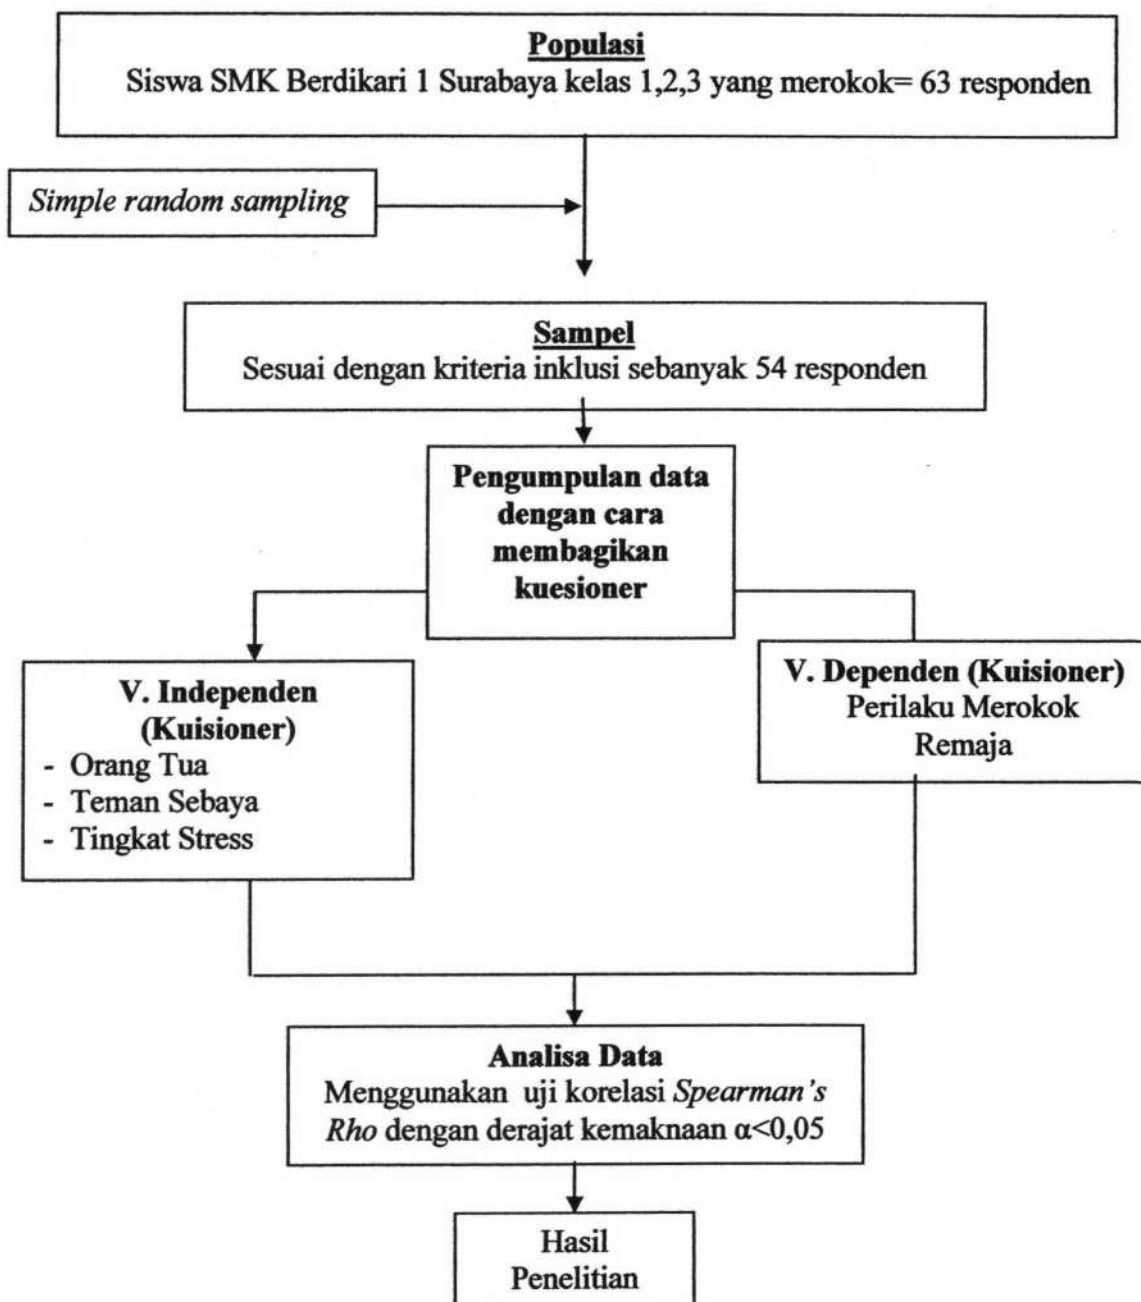 Populasi
Siswa SMK Berdikari 1 Surabaya kelas 1,2,3 yang merokok= 63 responden
Simple random sampling
Sampel
Sesuai dengan kriteria inklusi sebanyak 54 responden
Pengumpulan data
dengan cara
membagikan
kuesioner
V. Independen
(Kuisioner)
- Orang Tua
- Teman Sebaya
- Tingkat Stress
V. Dependen (Kuisioner)
Perilaku Merokok
Remaja
Analisa Data
Menggunakan uji korelasi Spearman's
Rho dengan derajat kemaknaan α<0,05
Hasil
Penelitian